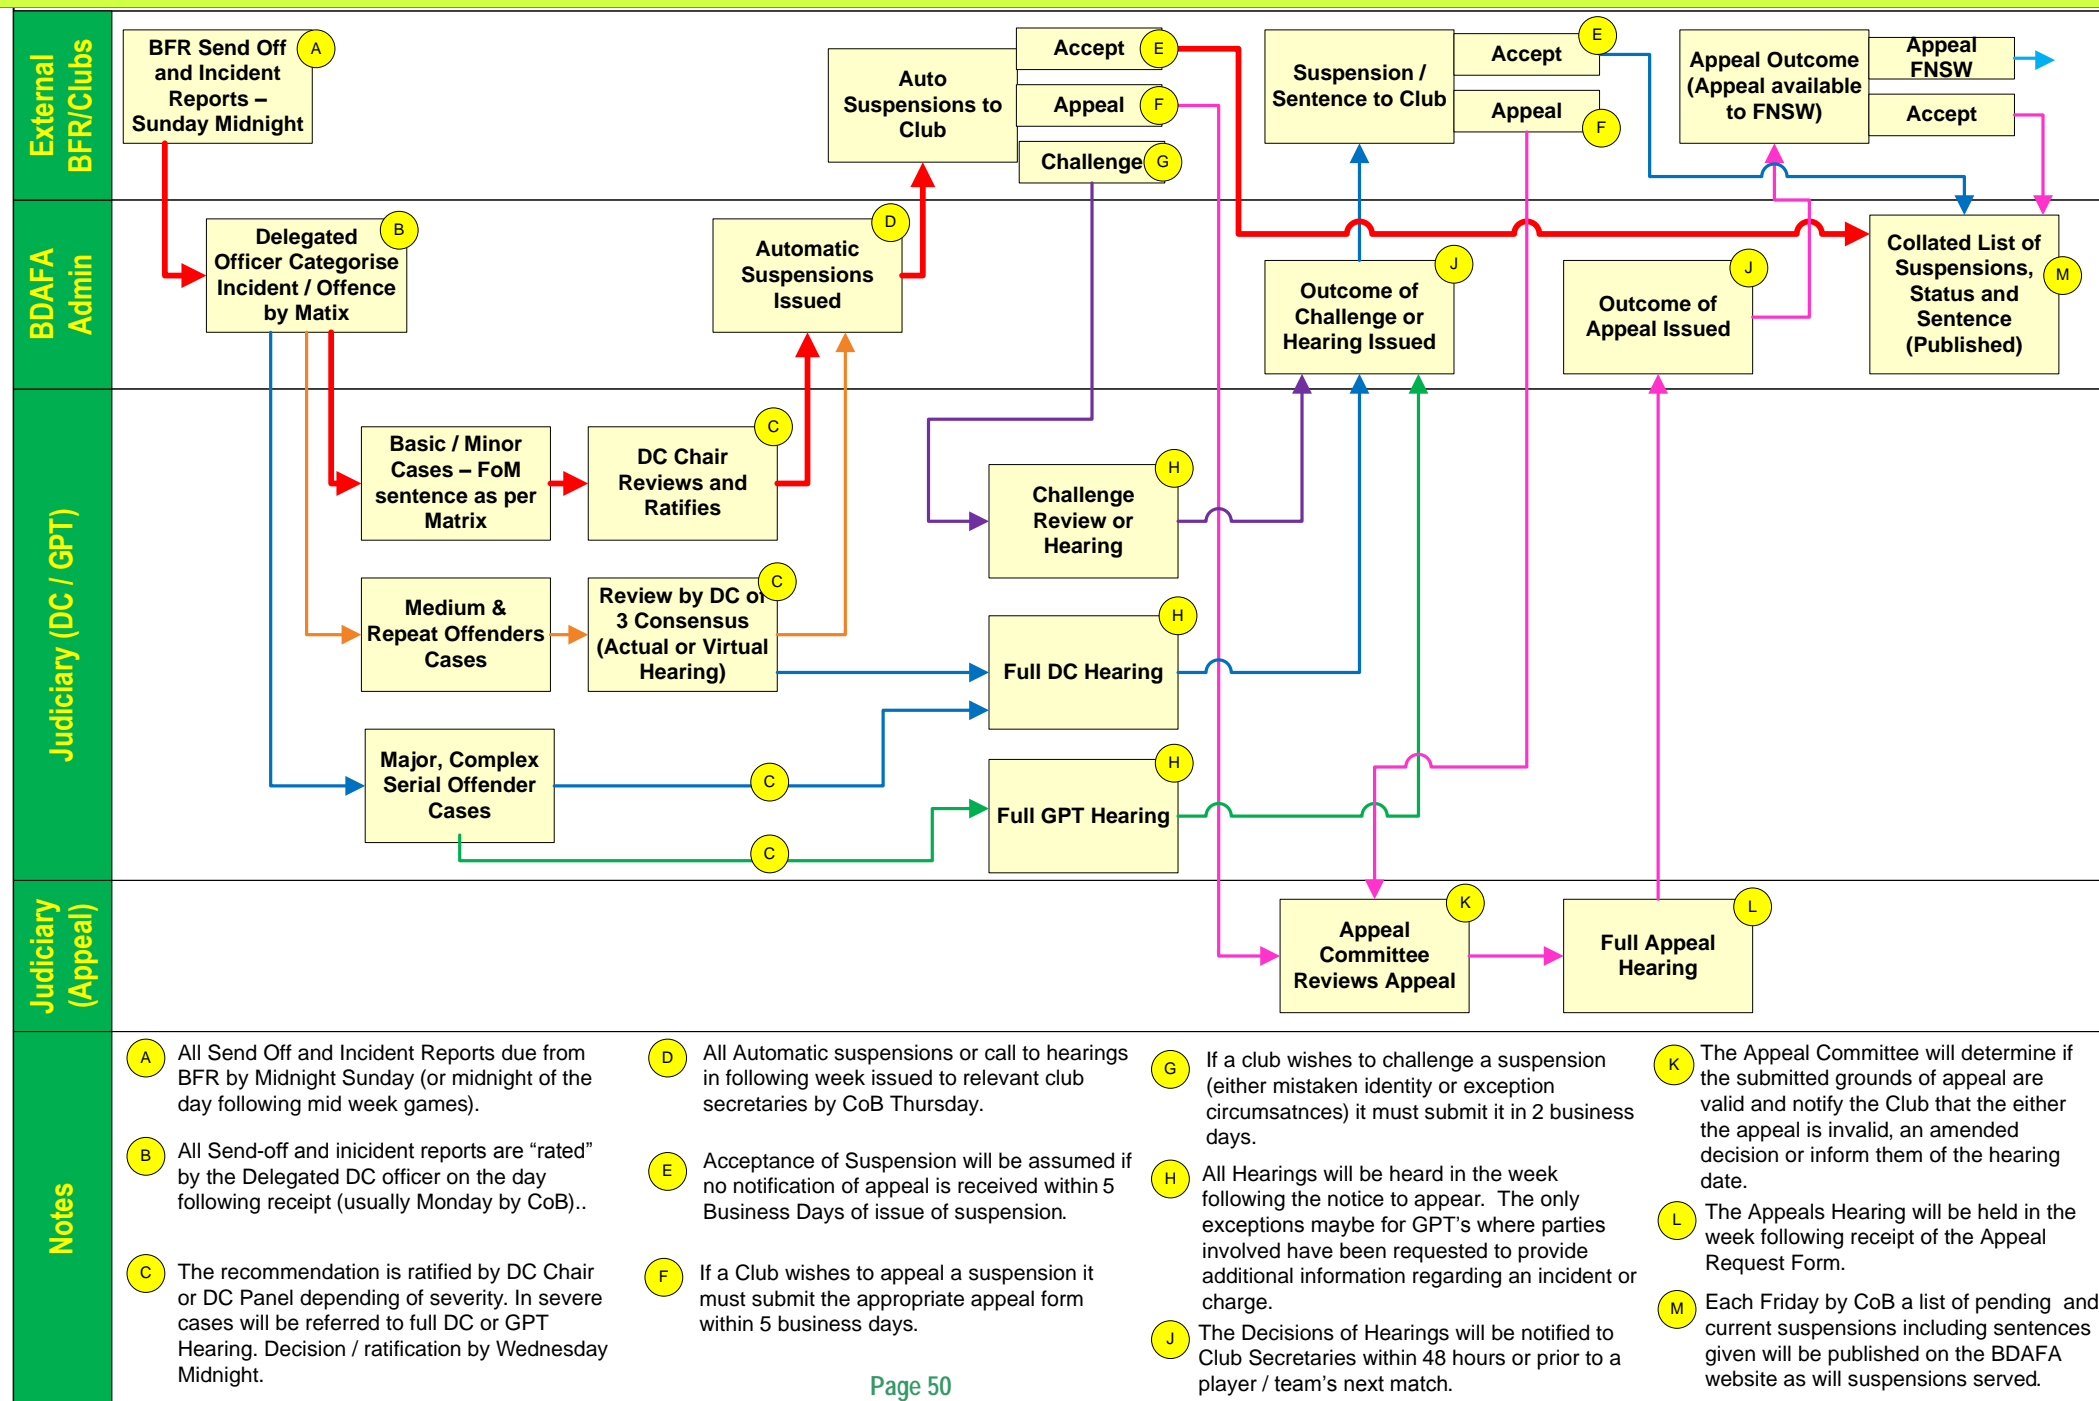 External
BFR/Clubs
BFR Send Off
and Incident
Reports –
Sunday Midnight
A
Auto
Suspensions to
Club
Accept
E
Appeal
F
Challenge
G
Suspension /
Sentence to Club
Accept
E
Appeal
F
Appeal Outcome
(Appeal available
to FNSW)
Appeal
FNSW
Accept
BDAFA
Admin
Delegated
Officer Categorise
Incident / Offence
by Matix
B
Automatic
Suspensions
Issued
D
Outcome of
Challenge or
Hearing Issued
J
Outcome of
Appeal Issued
J
Collated List of
Suspensions,
Status and
Sentence
(Published)
M
Judiciary (DC / GPT)
Basic / Minor
Cases – FoM
sentence as per
Matrix
DC Chair
Reviews and
Ratifies
C
Challenge
Review or
Hearing
H
Medium &
Repeat Offenders
Cases
Review by DC of
3 Consensus
(Actual or Virtual
Hearing)
C
Full DC Hearing
H
Major, Complex
Serial Offender
Cases
C
C
Full GPT Hearing
H
Judiciary
(Appeal)
Appeal
Committee
Reviews Appeal
K
Full Appeal
Hearing
L
Notes
A
All Send Off and Incident Reports due from
BFR by Midnight Sunday (or midnight of the
day following mid week games).
B
All Send-off and inicident reports are “rated”
by the Delegated DC officer on the day
following receipt (usually Monday by CoB)..
C
The recommendation is ratified by DC Chair
or DC Panel depending of severity. In severe
cases will be referred to full DC or GPT
Hearing. Decision / ratification by Wednesday
Midnight.
D
All Automatic suspensions or call to hearings
in following week issued to relevant club
secretaries by CoB Thursday.
E
Acceptance of Suspension will be assumed if
no notification of appeal is received within 5
Business Days of issue of suspension.
F
If a Club wishes to appeal a suspension it
must submit the appropriate appeal form
within 5 business days.
G
If a club wishes to challenge a suspension
(either mistaken identity or exception
circumsatnces) it must submit it in 2 business
days.
H
All Hearings will be heard in the week
following the notice to appear. The only
exceptions maybe for GPT’s where parties
involved have been requested to provide
additional information regarding an incident or
charge.
J
The Decisions of Hearings will be notified to
Club Secretaries within 48 hours or prior to a
player / team’s next match.
K
The Appeal Committee will determine if
the submitted grounds of appeal are
valid and notify the Club that the either
the appeal is invalid, an amended
decision or inform them of the hearing
date.
L
The Appeals Hearing will be held in the
week following receipt of the Appeal
Request Form.
M
Each Friday by CoB a list of pending and
current suspensions including sentences
given will be published on the BDAFA
website as will suspensions served.
Page 50